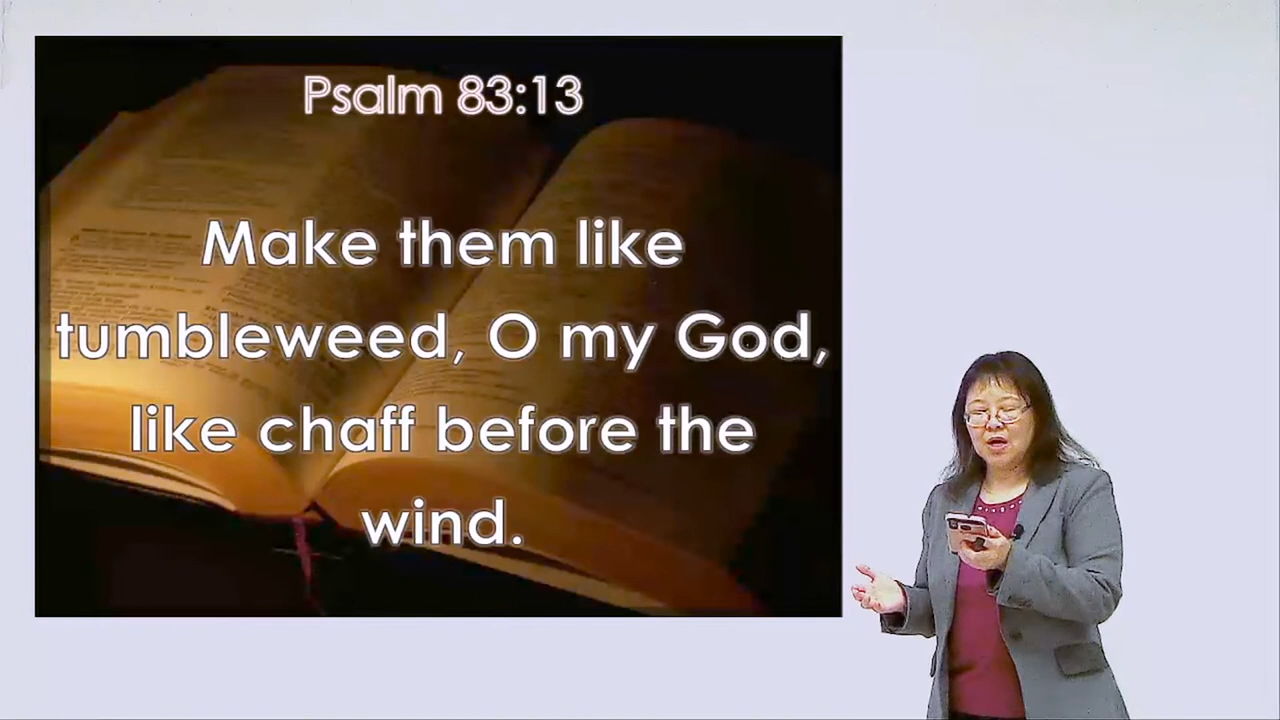 Psalm 83:13
Make them like
tumbleweed, O my God,
like chaff before the
wind.